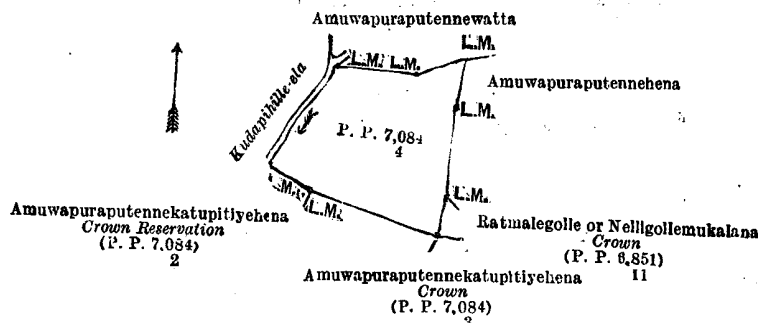 Amuwapuraputennewatta
L.M.
L.M. L.M.
Amuwapuraputennehena
Kudapihille-ela
L.M.
P. P. 7,084
4
L.M.
L.M.
L.M.
Amuwapuraputennekatupitiyehena
Crown Reservation
(P. P. 7,084)
2
Ratmalegolle or Nelligollemukalana
Crown
(P. P. 6,851)
11
Amuwapuraputennekatupitiyehena
Crown
(P. P. 7,084)
3